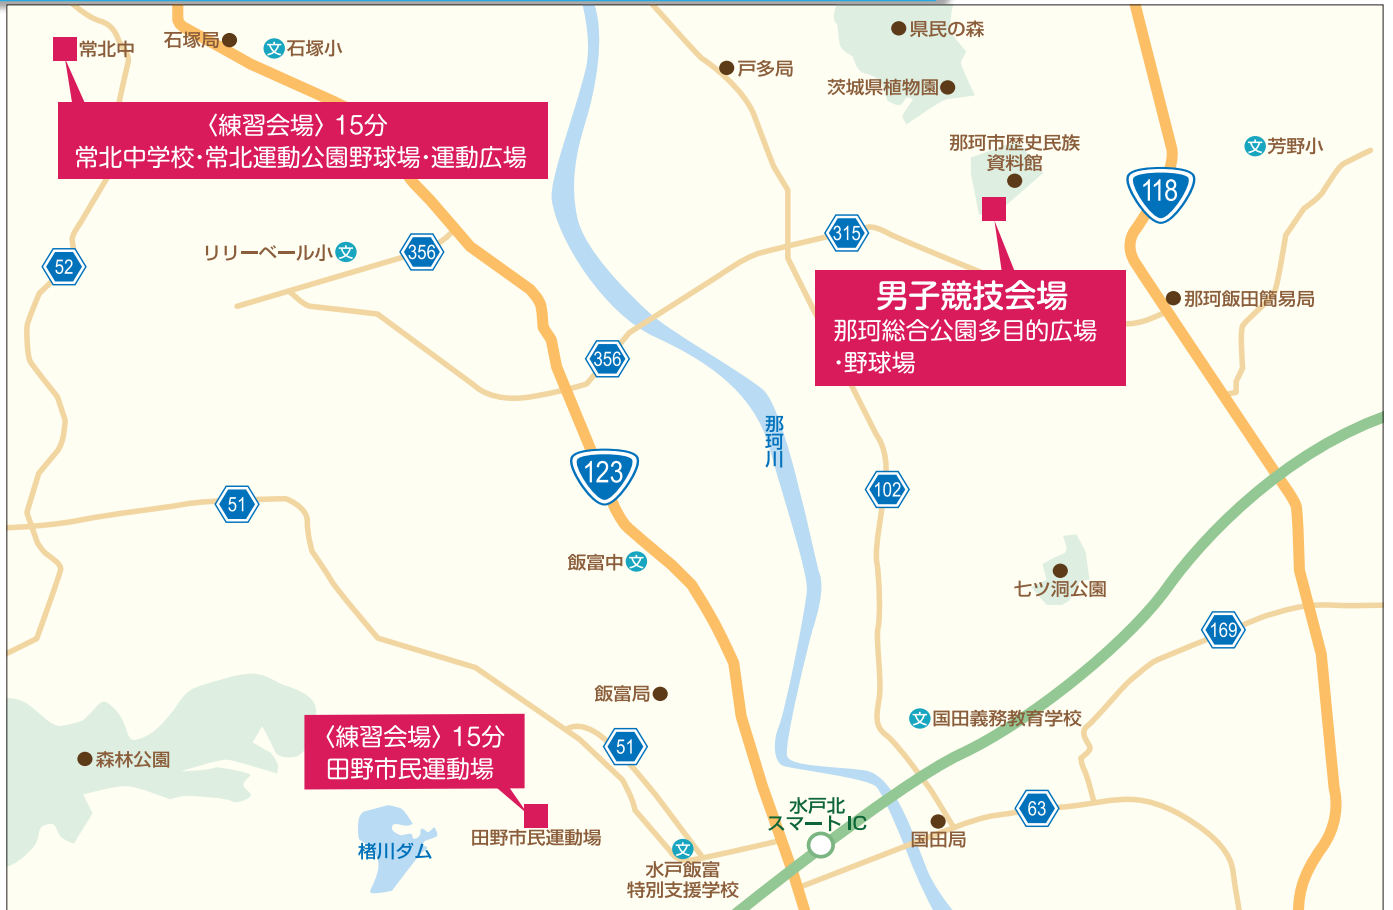 常北中
石塚局
石塚小
〈練習会場〉15分
常北中学校・常北運動公園野球場・運動広場
戸多局
県民の森
茨城県植物園
那珂市歴史民族
資料館
芳野小
118
315
リリーベール小
356
52
男子競技会場
那珂総合公園多目的広場
・野球場
那珂飯田簡易局
356
那珂川
123
102
51
飯富中
七ツ洞公園
169
飯富局
国田義務教育学校
〈練習会場〉15分
田野市民運動場
51
森林公園
水戸北
スマートIC
63
田野市民運動場
国田局
楮川ダム
水戸飯富
特別支援学校
文
文
文
文
文
文